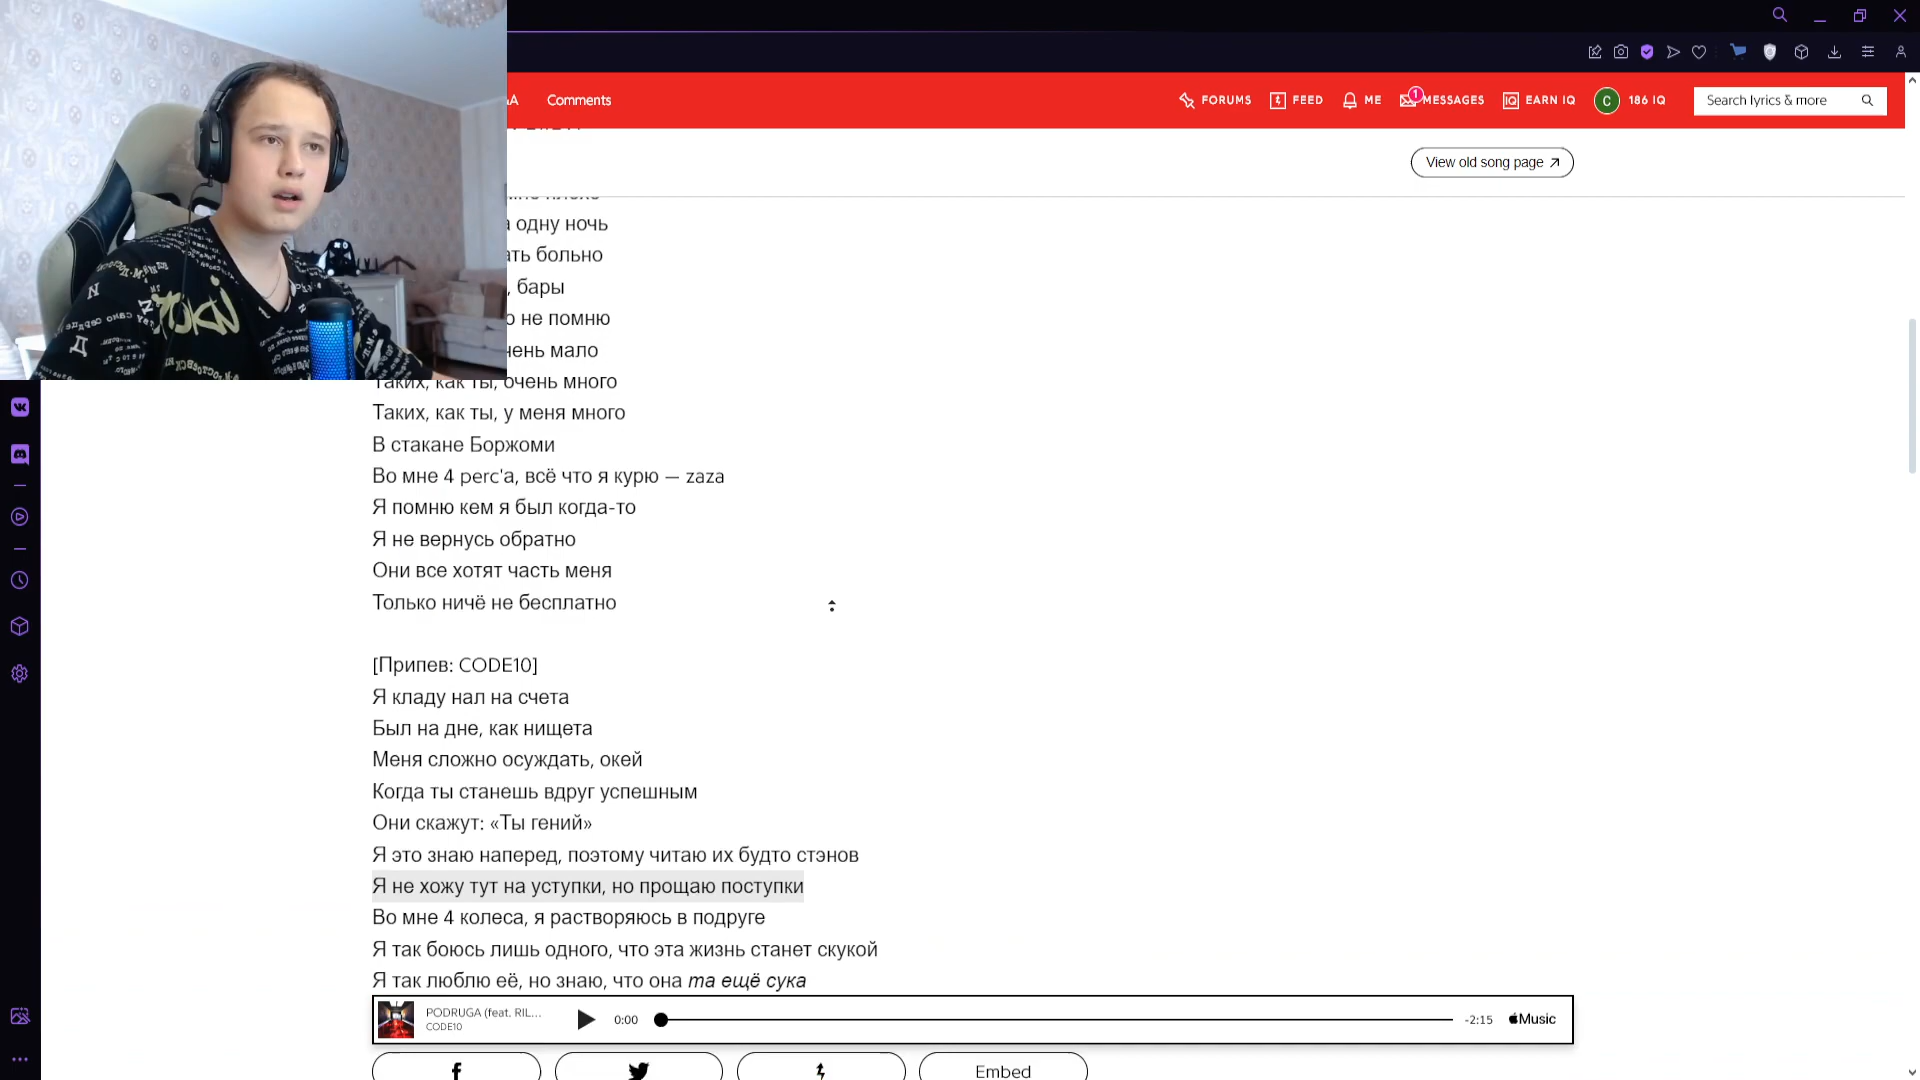 Comments
FORUMS
FEED
ME
1
MESSAGES
IQ
EARN IQ
C
186 IQ
Search lyrics & more
View old song page
одну ночь
больно
, бары
не помню
мало
Таких, как ты, очень много
Таких, как ты, у меня много
В стакане Боржоми
Во мне 4 perc'а, всё что я курю — zaza
Я помню кем я был когда-то
Я не вернусь обратно
Они все хотят часть меня
Только ничё не бесплатно
[Припев: CODE10]
Я кладу нал на счета
Был на дне, как нищета
Меня сложно осуждать, окей
Когда ты станешь вдруг успешным
Они скажут: «Ты гений»
Я это знаю наперед, поэтому читаю их будто стэнов
Я не хожу тут на уступки, но прощаю поступки
Во мне 4 колеса, я растворяюсь в подруге
Я так боюсь лишь одного, что эта жизнь станет скукой
Я так люблю её, но знаю, что она та ещё сука
PODRUGA (feat. RIL...
CODE10
0:00
-2:15
Music
Embed